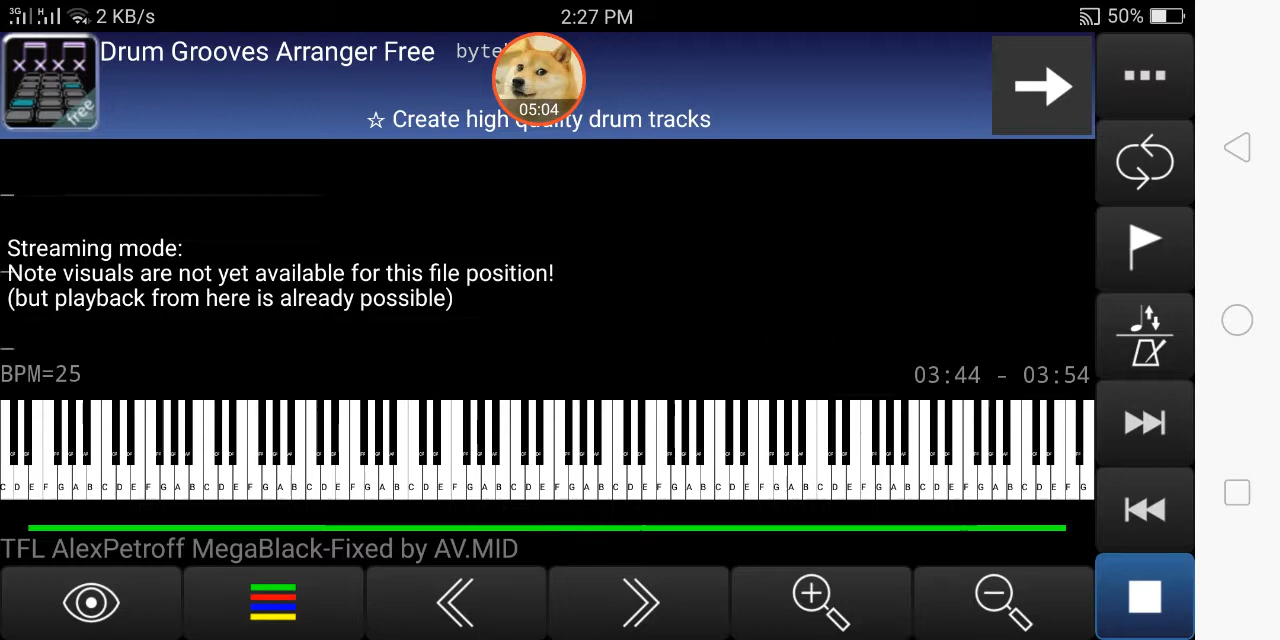 3G H 2 KB/s 2:27 PM 50%
Drum Grooves Arranger Free byte
free
05:04
☆ Create high quality drum tracks
Streaming mode:
Note visuals are not yet available for this file position!
(but playback from here is already possible)
BPM=25 03:44 - 03:54
C D E F G A B C D E F G A B C D E F G A B C D E F G A B C D E F G A B C D E F G A B C D E F G A B C D E F G A B C D E F G A B C D E F G
TFL AlexPetroff MegaBlack-Fixed by AV.MID